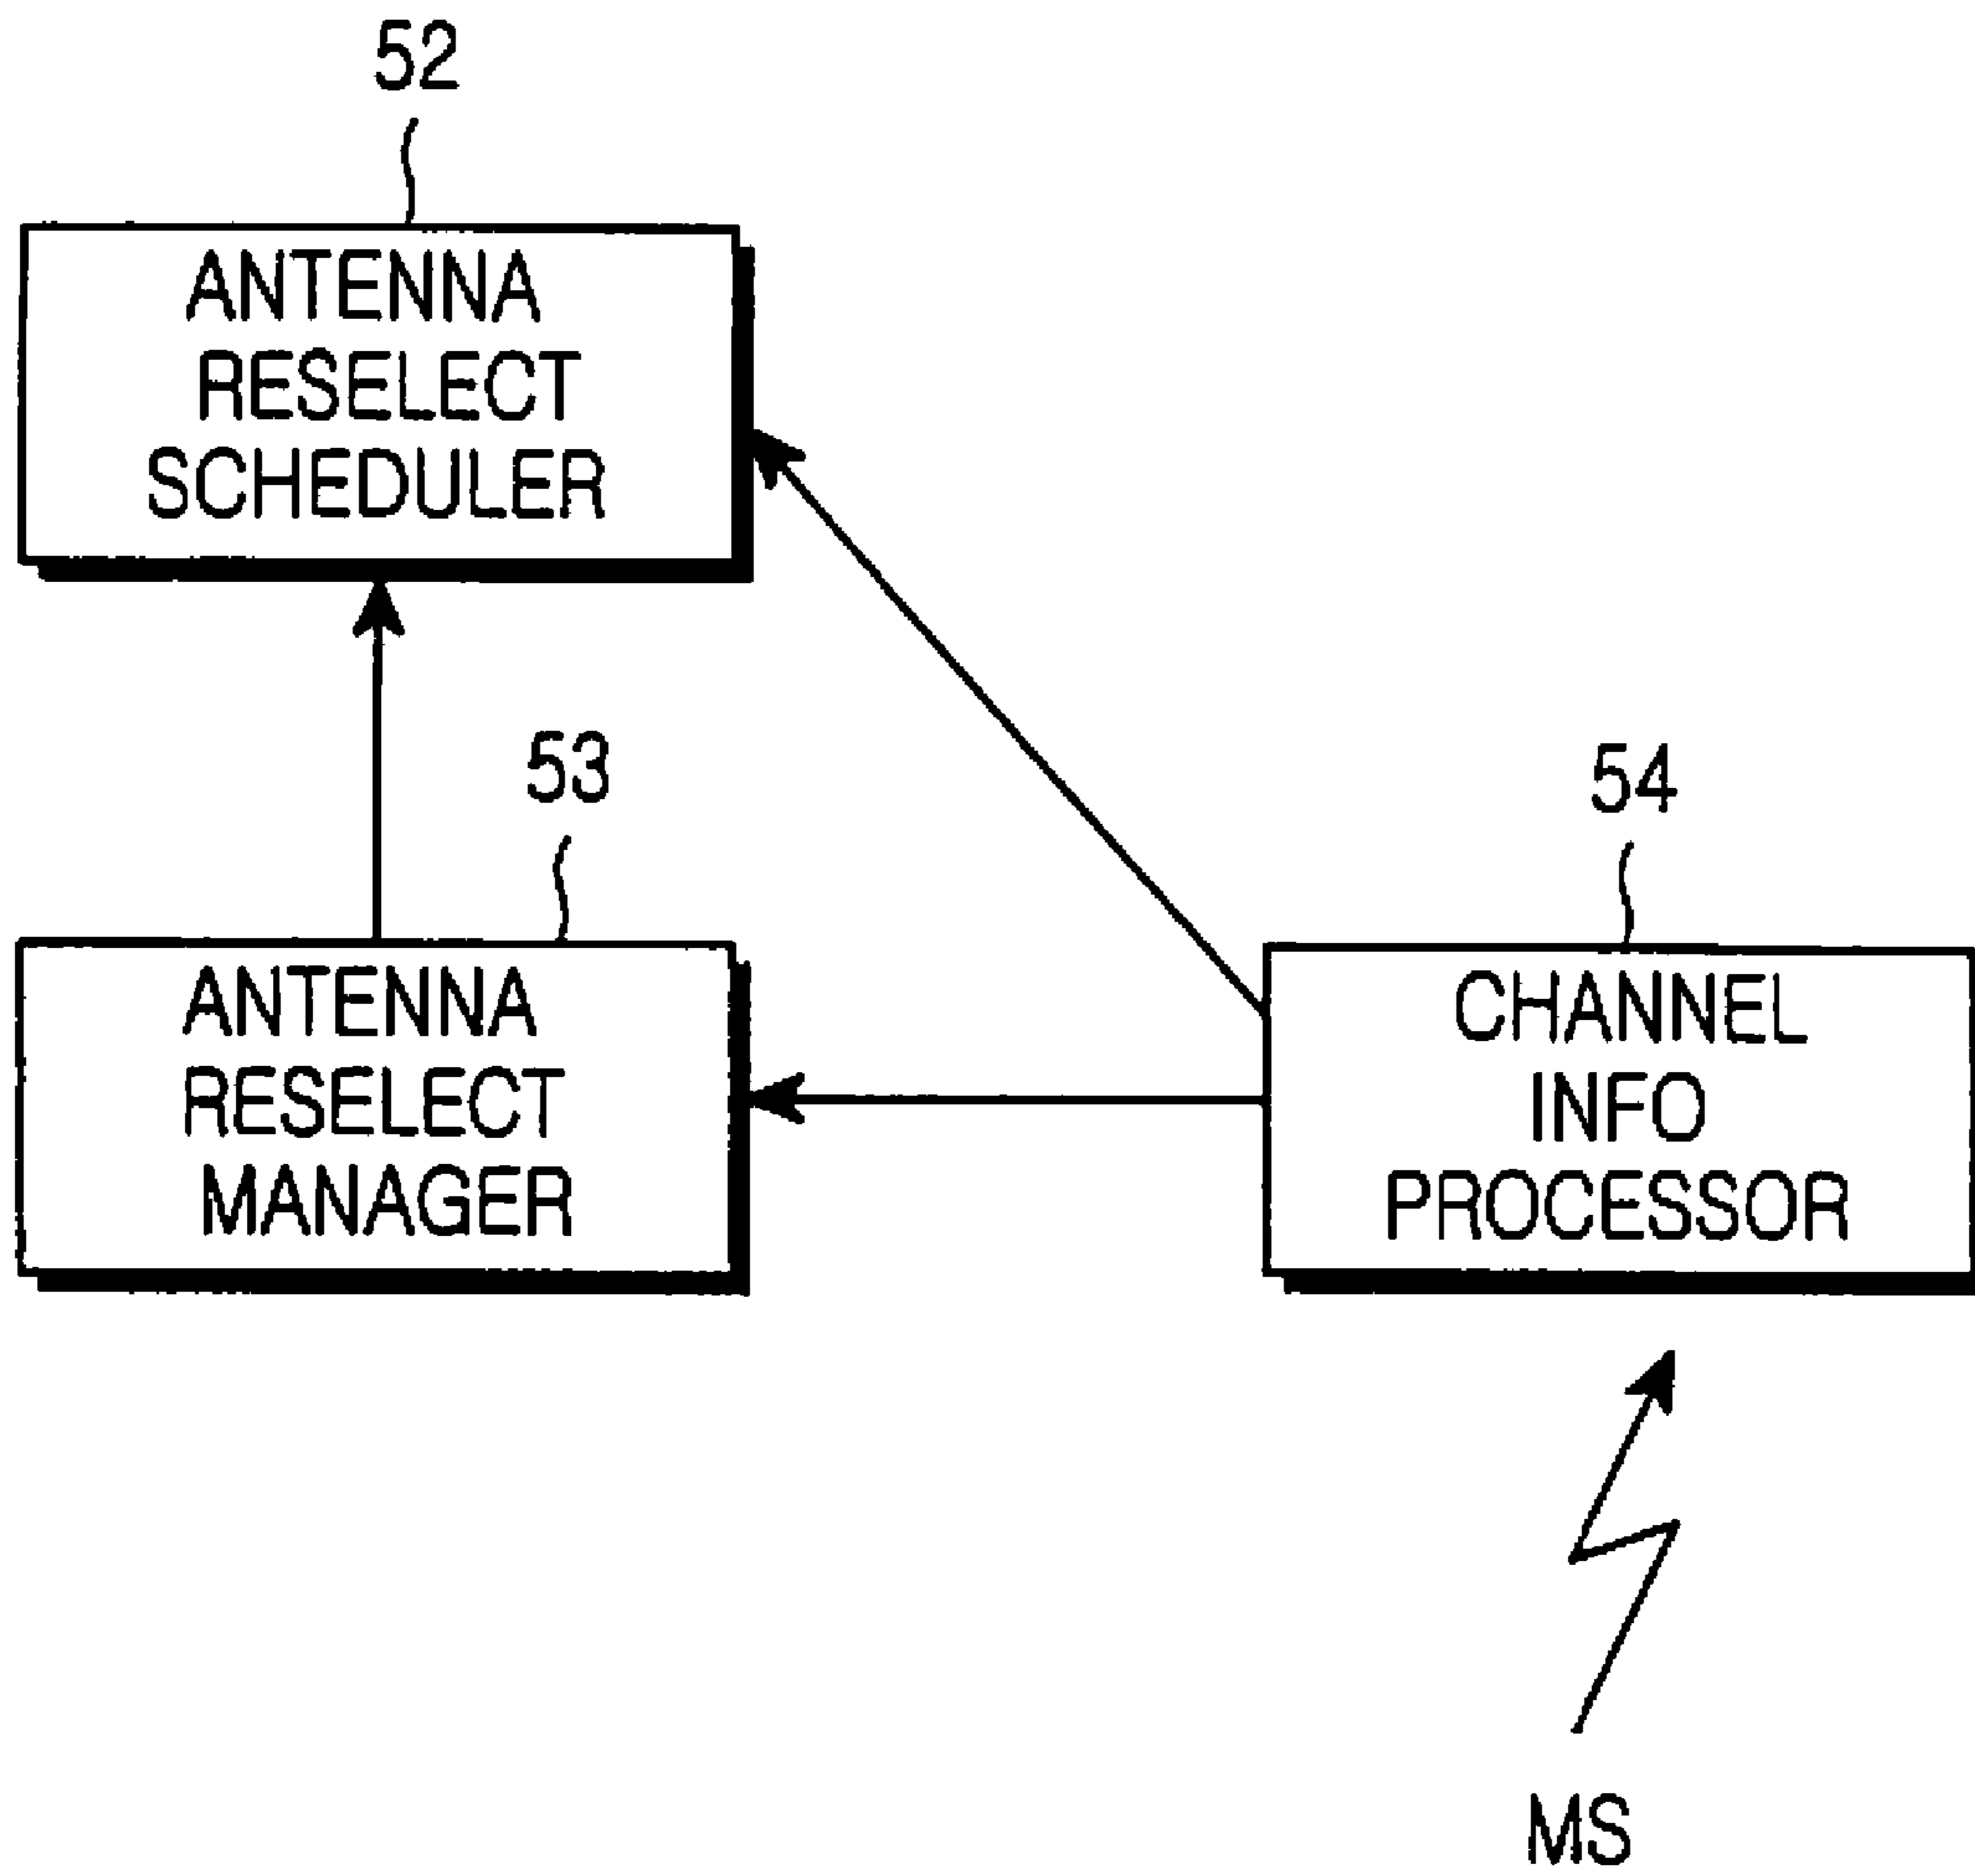 52
ANTENNA
RESELECT
SCHEDULER
53
54
ANTENNA
RESELECT
MANAGER
CHANNEL
INFO
PROCESSOR
MS